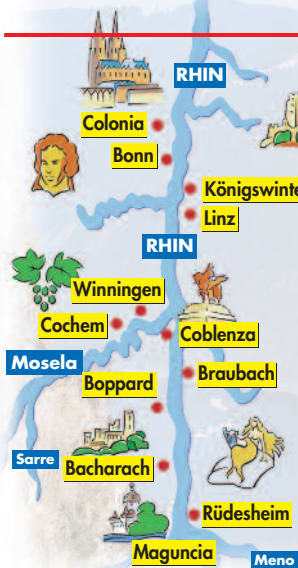 RHIN
Colonia
Bonn
Königswinte
Linz
RHIN
Winningen
Cochem
Coblenza
Mosela
Boppard
Braubach
Sarre
Bacharach
Rüdesheim
Maguncia
Meno